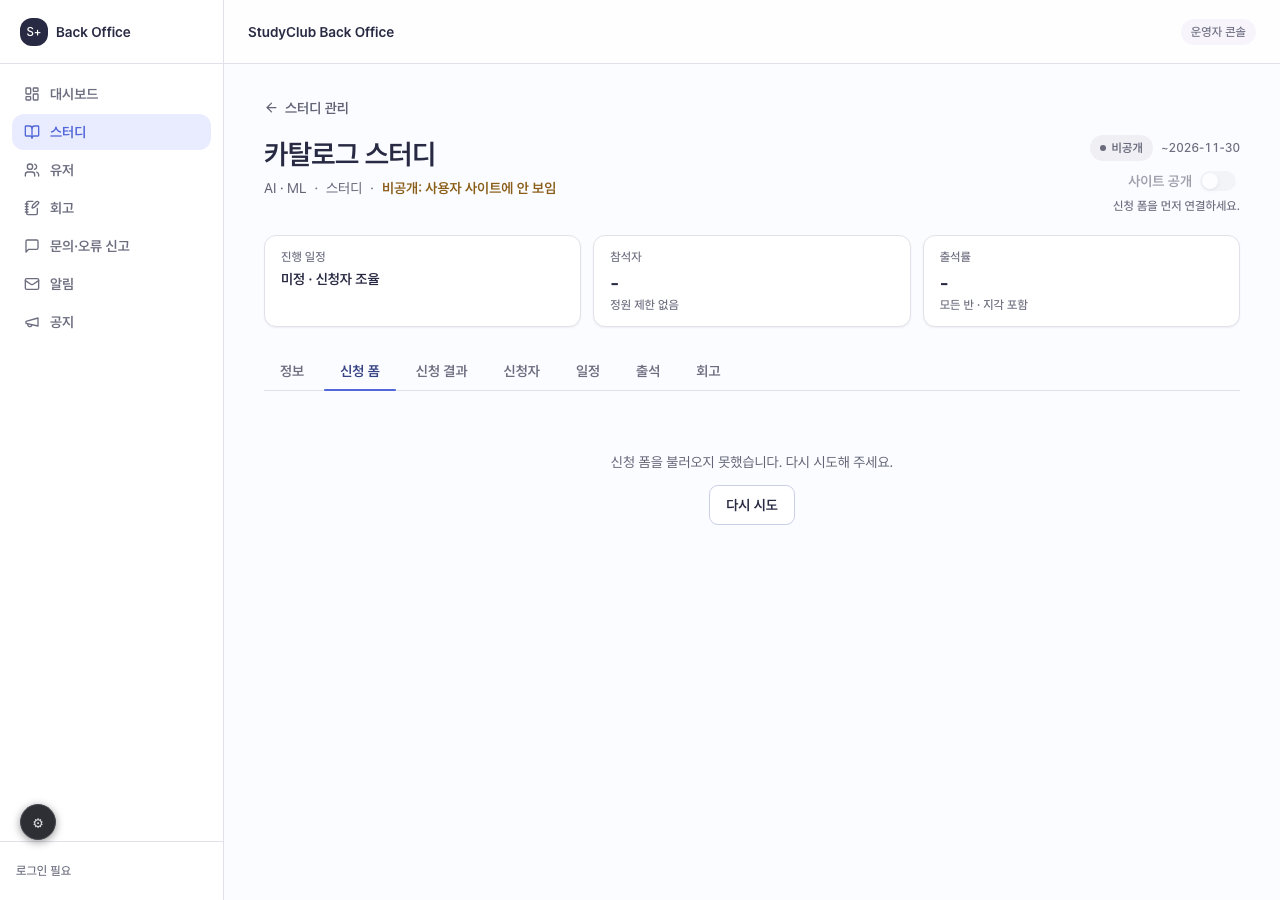 S+ Back Office
StudyClub Back Office
운영자 콘솔
대시보드
스터디
유저
회고
문의·오류 신고
알림
공지
로그인 필요
← 스터디 관리
카탈로그 스터디
AI · ML · 스터디 · 비공개: 사용자 사이트에 안 보임
비공개 ~2026-11-30
사이트 공개
신청 폼을 먼저 연결하세요.
진행 일정
미정 · 신청자 조율
참석자
–
정원 제한 없음
출석률
–
모든 반 · 지각 포함
정보 신청 폼 신청 결과 신청자 일정 출석 회고
신청 폼을 불러오지 못했습니다. 다시 시도해 주세요.
다시 시도